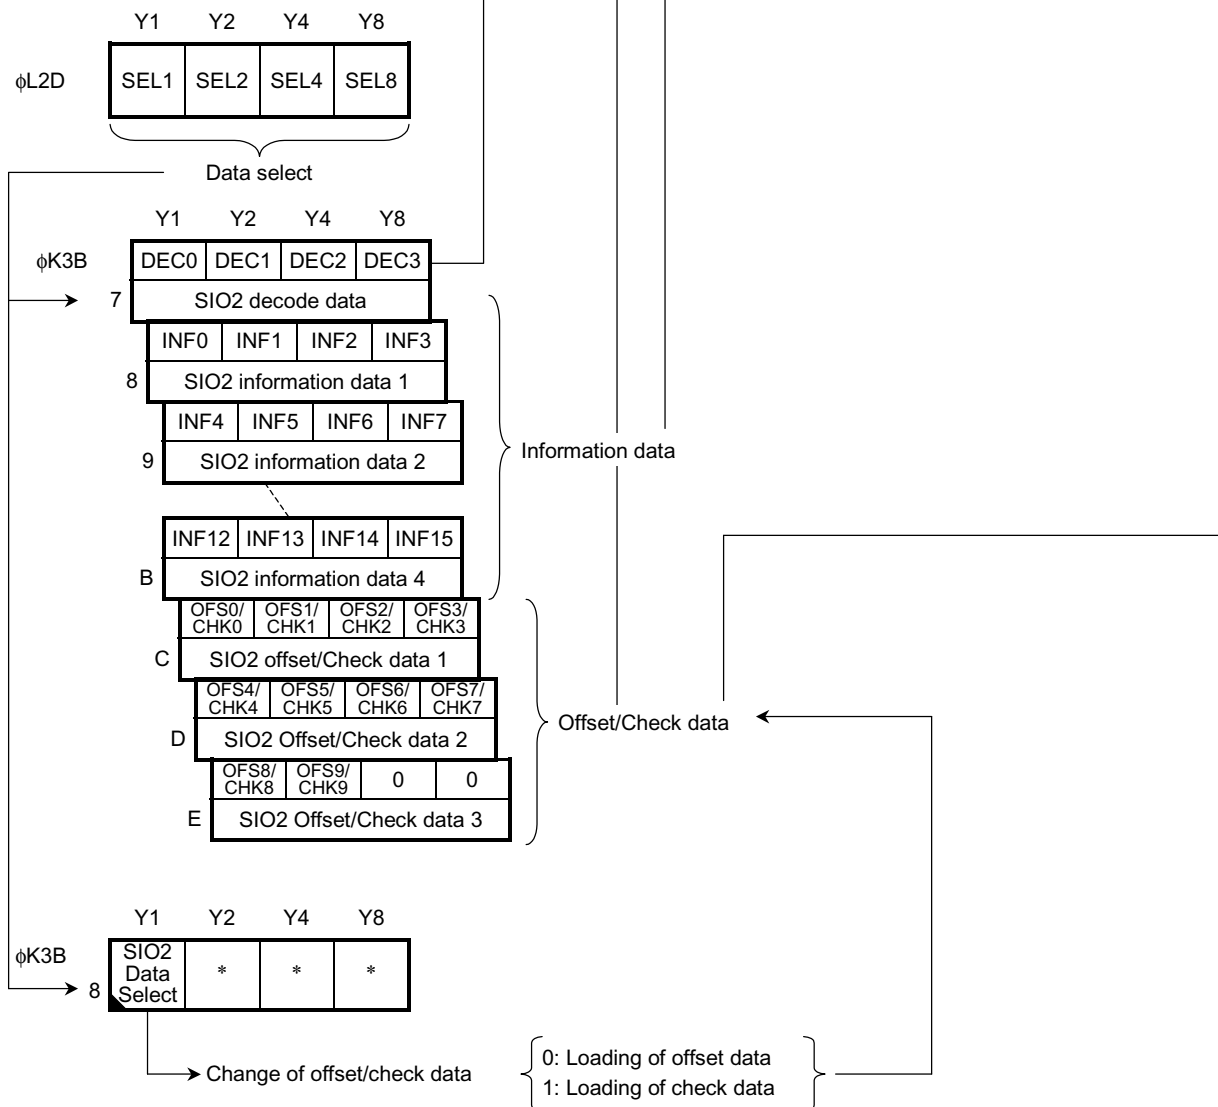 Y1 Y2 Y4 Y8
ϕL2D SEL1 SEL2 SEL4 SEL8
Data select
Y1 Y2 Y4 Y8
ϕK3B DEC0 DEC1 DEC2 DEC3
7 SIO2 decode data
INF0 INF1 INF2 INF3
8 SIO2 information data 1
INF4 INF5 INF6 INF7
9 SIO2 information data 2
Information data
INF12 INF13 INF14 INF15
B SIO2 information data 4
OFS0/ OFS1/ OFS2/ OFS3/
CHK0 CHK1 CHK2 CHK3
C SIO2 offset/Check data 1
OFS4/ OFS5/ OFS6/ OFS7/
CHK4 CHK5 CHK6 CHK7
D SIO2 Offset/Check data 2
Offset/Check data
OFS8/ OFS9/ 0 0
CHK8 CHK9
E SIO2 Offset/Check data 3
Y1 Y2 Y4 Y8
ϕK3B
8
SIO2
Data
Select
* * *
Change of offset/check data
0: Loading of offset data
1: Loading of check data